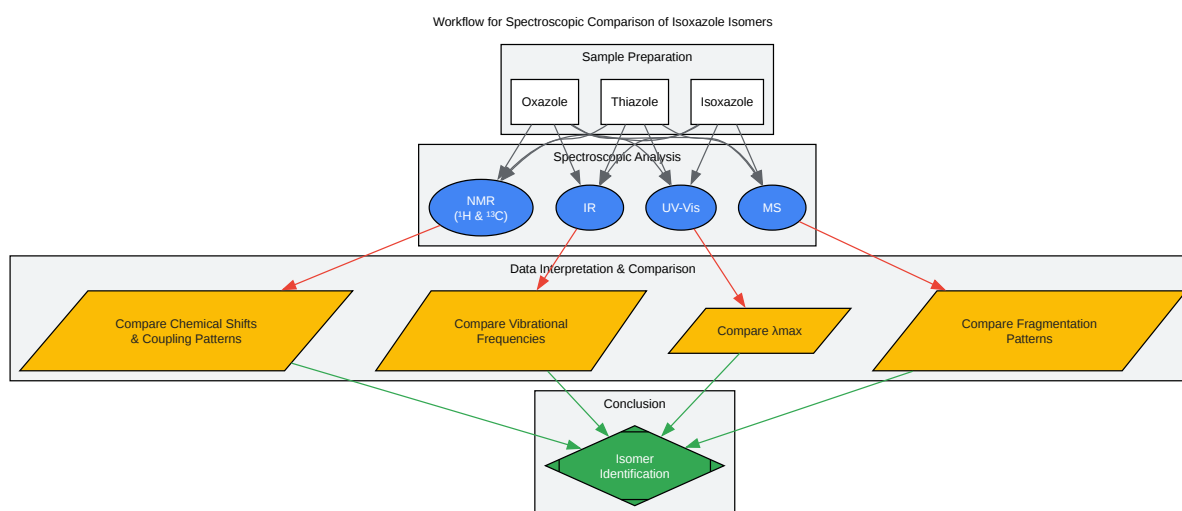 Workflow for Spectroscopic Comparison of Isoxazole Isomers
Sample Preparation
Oxazole
Thiazole
Isoxazole
Spectroscopic Analysis
NMR
(¹H & ¹³C)
IR
UV-Vis
MS
Data Interpretation & Comparison
Compare Chemical Shifts
& Coupling Patterns
Compare Vibrational
Frequencies
Compare λmax
Compare Fragmentation
Patterns
Conclusion
Isomer
Identification